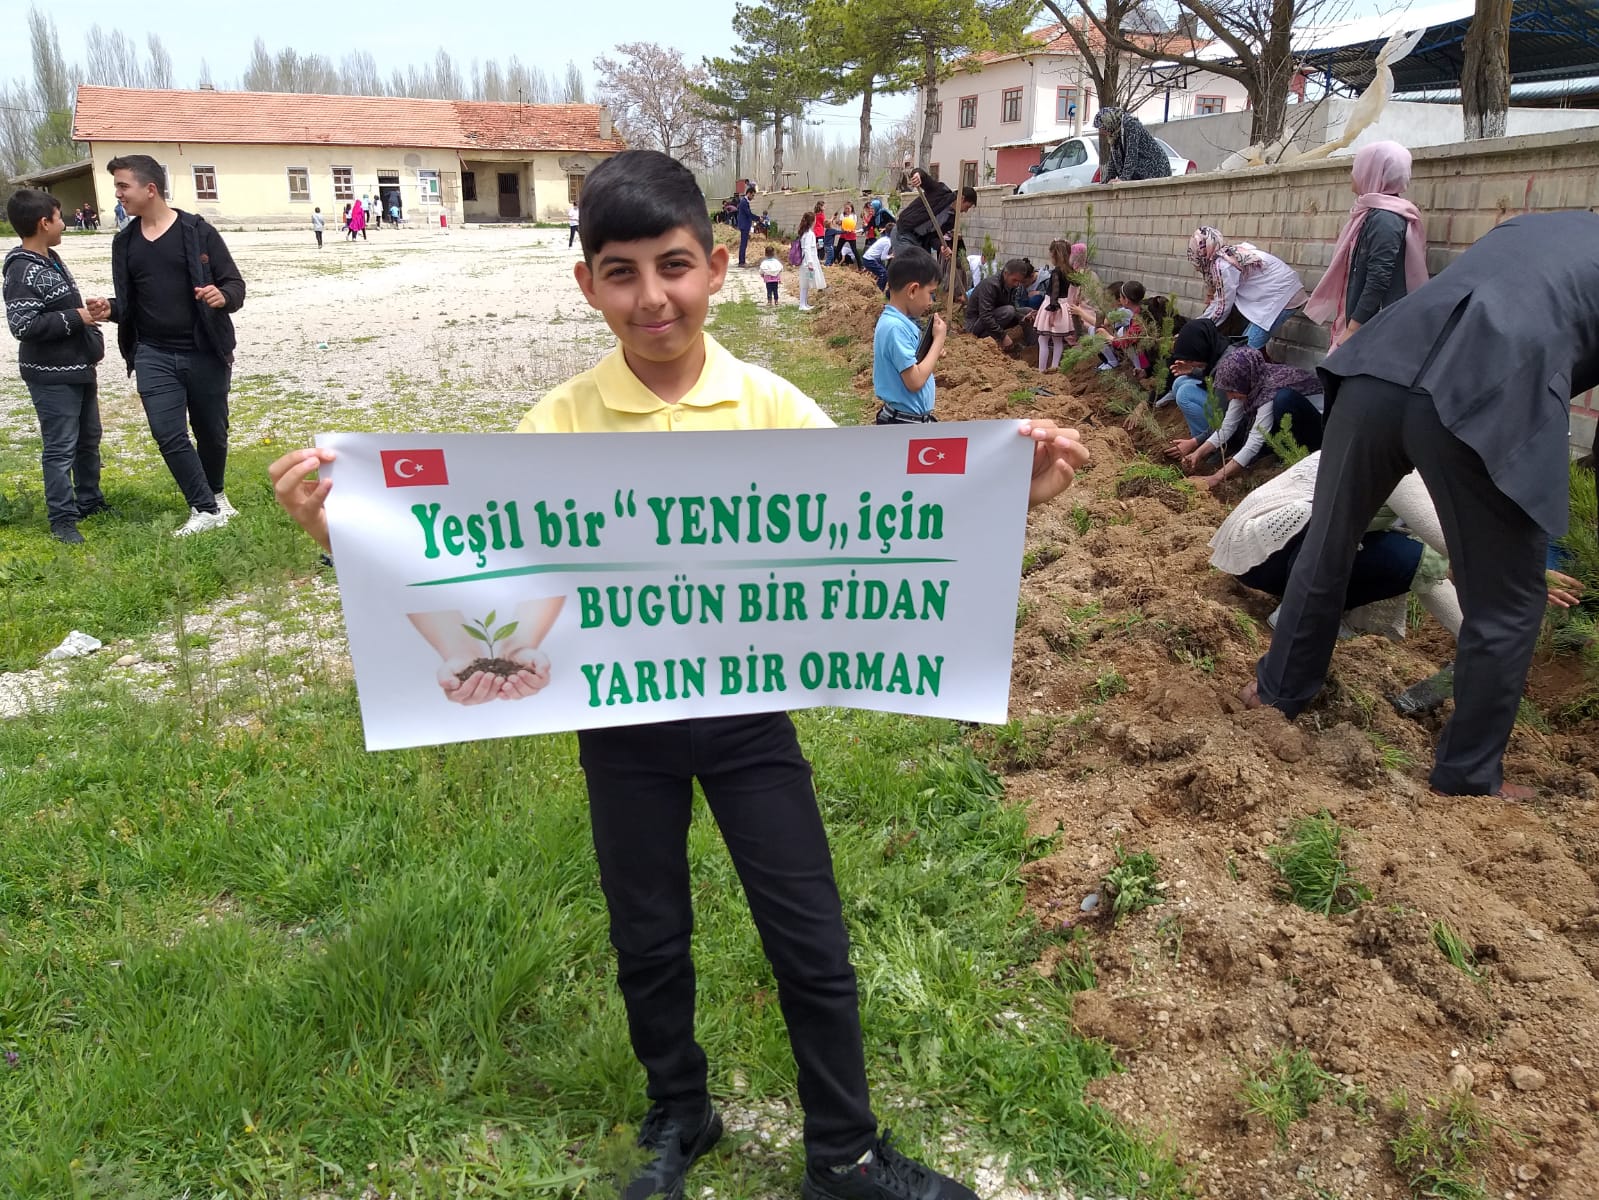 Yeşil bir “ YENİSU„ için
BUGÜN BİR FİDAN
YARIN BİR ORMAN